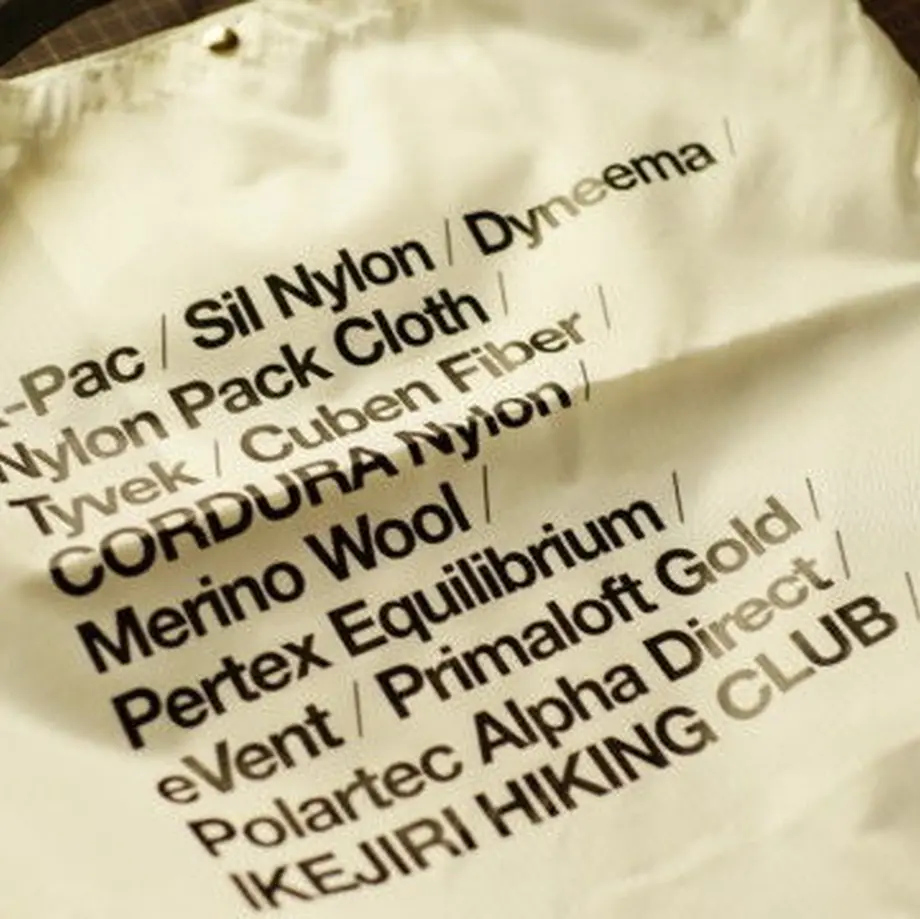 -Pac / Sil Nylon / Dyneema /
Nylon Pack Cloth /
Tyvek / Cuben Fiber /
CORDURA Nylon /
Merino Wool /
Pertex Equilibrium /
eVent / Primaloft Gold /
Polartec Alpha Direct /
IKEJIRI HIKING CLUB /